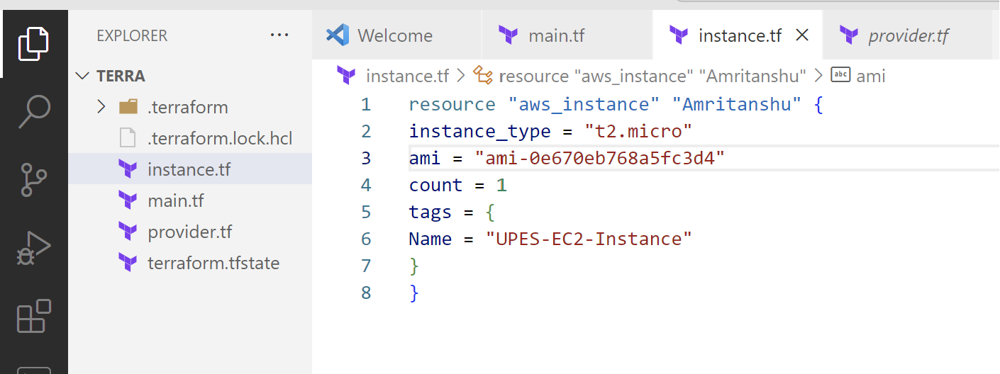 EXPLORER
TERRA
.terraform
.terraform.lock.hcl
instance.tf
main.tf
provider.tf
terraform.tfstate
Welcome
main.tf
instance.tf
provider.tf
instance.tf > resource "aws_instance" "Amritanshu" > abc ami
1 resource "aws_instance" "Amritanshu" {
2 instance_type = "t2.micro"
3 ami = "ami-0e670eb768a5fc3d4"
4 count = 1
5 tags = {
6 Name = "UPES-EC2-Instance"
7 }
8 }